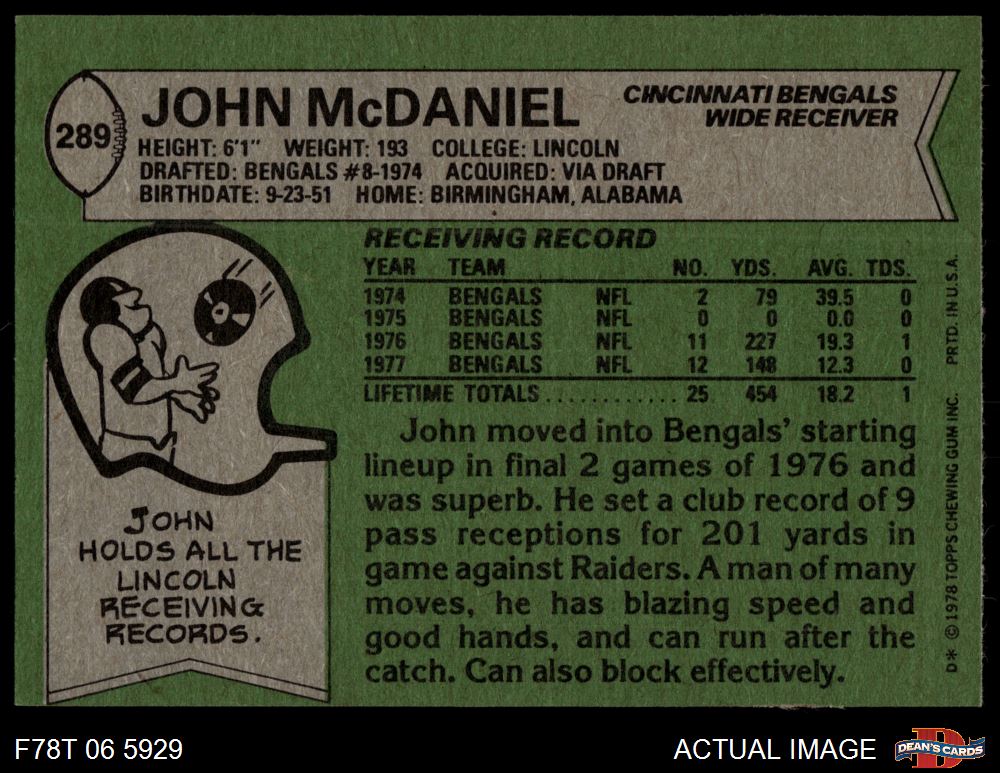 289
JOHN McDANIEL
CINCINNATI BENGALS
WIDE RECEIVER
HEIGHT: 6'1" WEIGHT: 193 COLLEGE: LINCOLN
DRAFTED: BENGALS #8-1974 ACQUIRED: VIA DRAFT
BIRTHDATE: 9-23-51 HOME: BIRMINGHAM, ALABAMA
RECEIVING RECORD
YEAR TEAM NO. YDS. AVG. TDS.
1974 BENGALS NFL 2 79 39.5 0
1975 BENGALS NFL 0 0 0.0 0
1976 BENGALS NFL 11 227 19.3 1
1977 BENGALS NFL 12 148 12.3 0
LIFETIME TOTALS............ 25 454 18.2 1
John moved into Bengals' starting
lineup in final 2 games of 1976 and
was superb. He set a club record of 9
pass receptions for 201 yards in
game against Raiders. A man of many
moves, he has blazing speed and
good hands, and can run after the
catch. Can also block effectively.
JOHN
HOLDS ALL THE
LINCOLN
RECEIVING
RECORDS.
D* © 1978 TOPPS CHEWING GUM INC. PRTD. IN U.S.A.
F78T 06 5929
ACTUAL IMAGE
D
DEAN'S CARDS